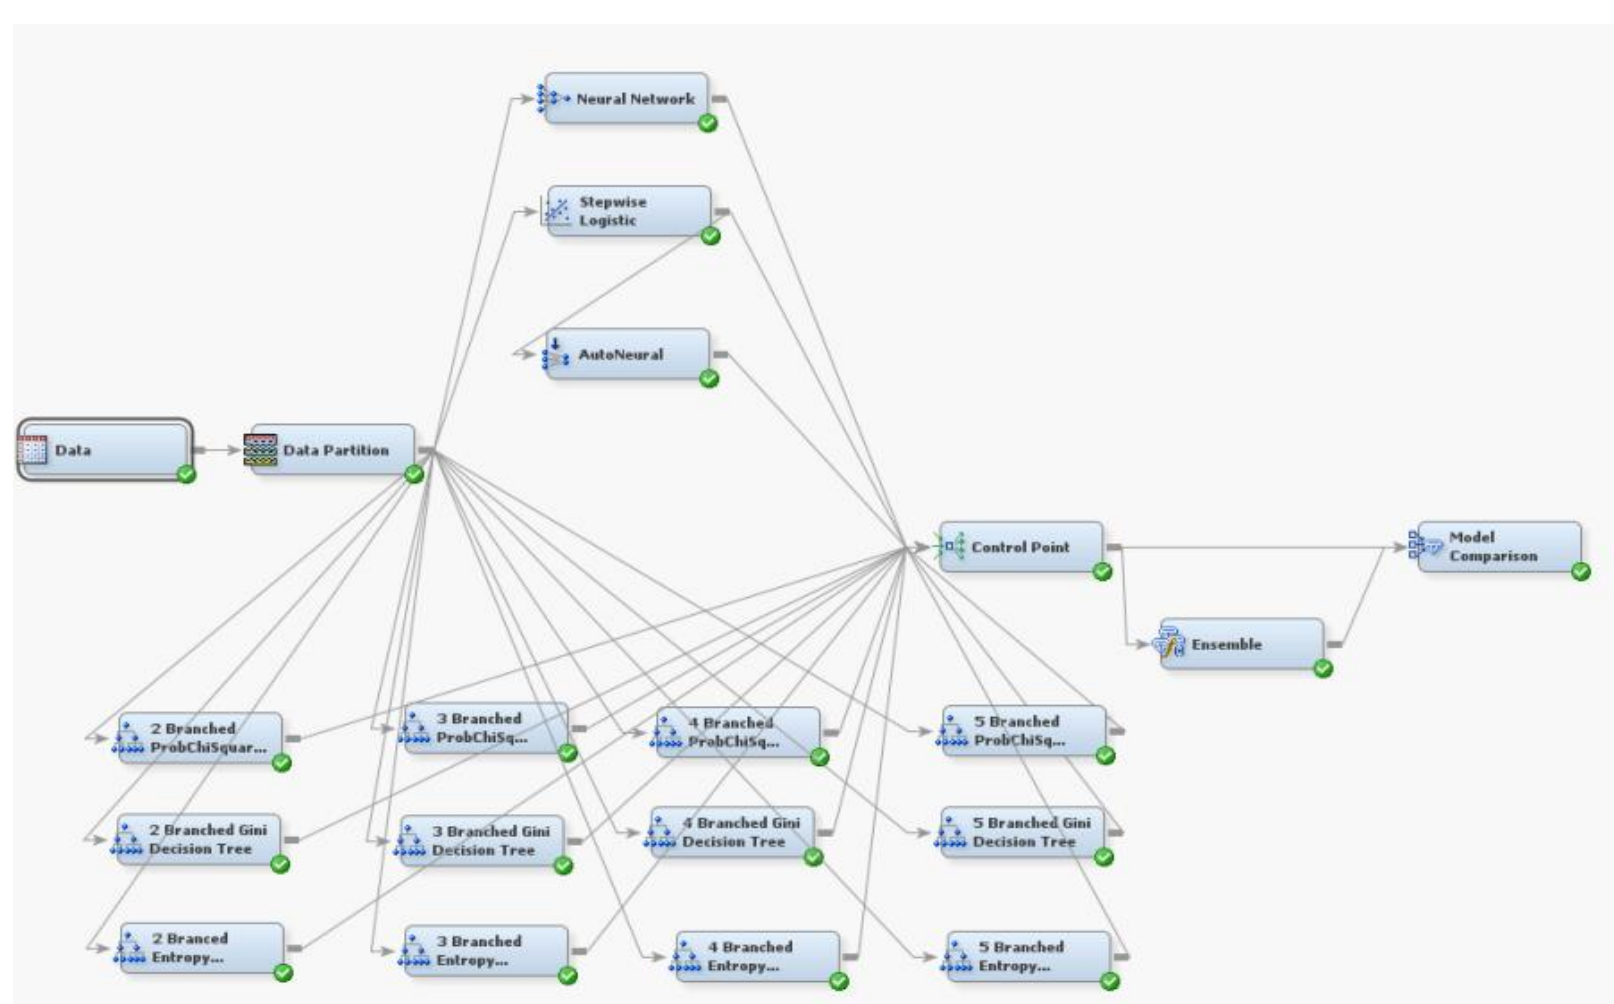 Neural Network
Stepwise
Logistic
AutoNeural
Data
Data Partition
Control Point
Model
Comparison
Ensemble
2 Branched
ProbChiSquar...
3 Branched
ProbChiSq...
4 Branched
ProbChiSq...
5 Branched
ProbChiSq...
2 Branched Gini
Decision Tree
3 Branched Gini
Decision Tree
4 Branched Gini
Decision Tree
5 Branched Gini
Decision Tree
2 Branced
Entropy...
3 Branched
Entropy...
4 Branched
Entropy...
5 Branched
Entropy...